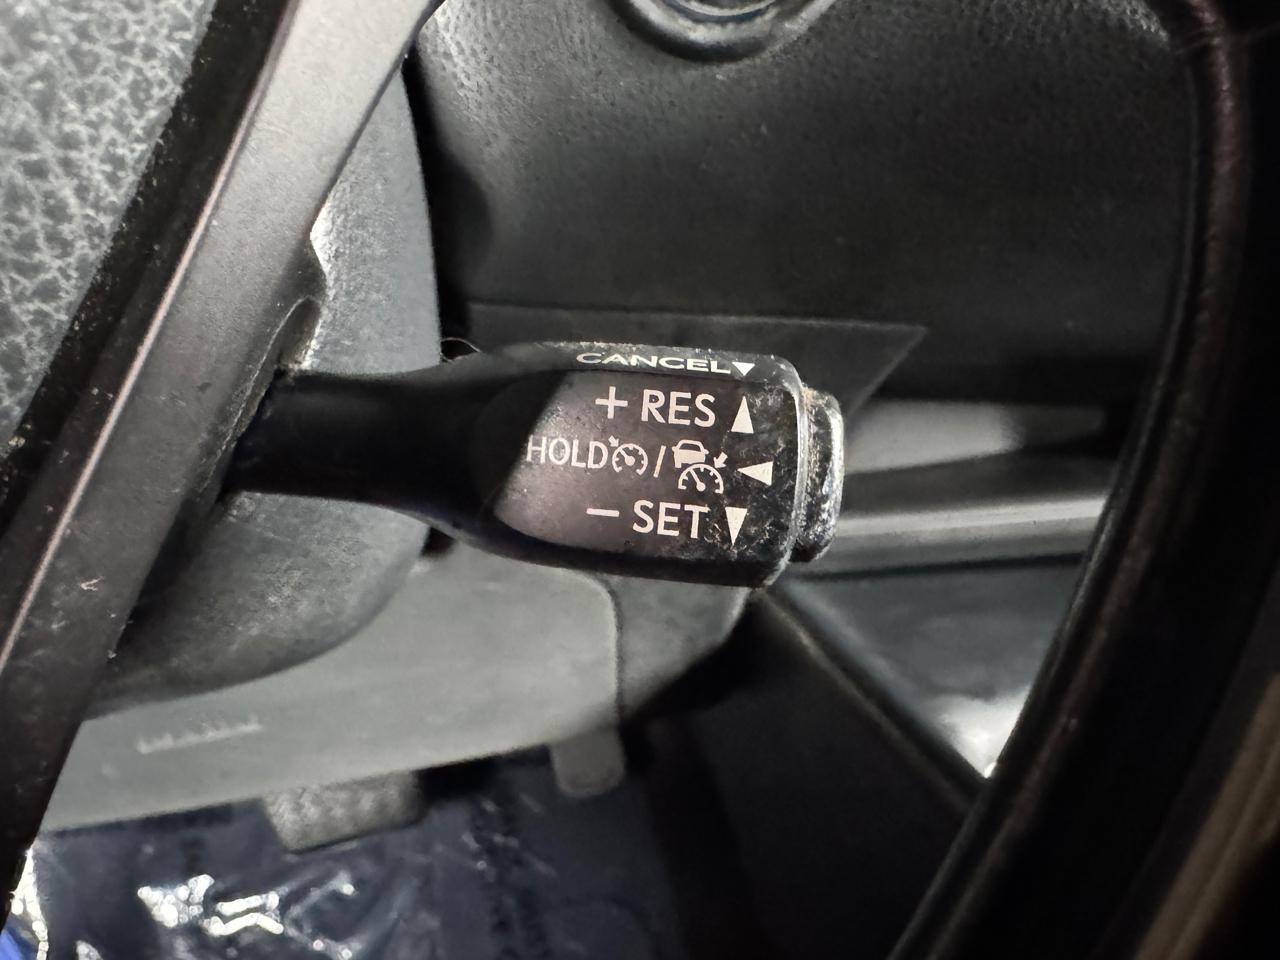 CANCEL▼
+ RES ▲
HOLD / ◀
− SET ▼